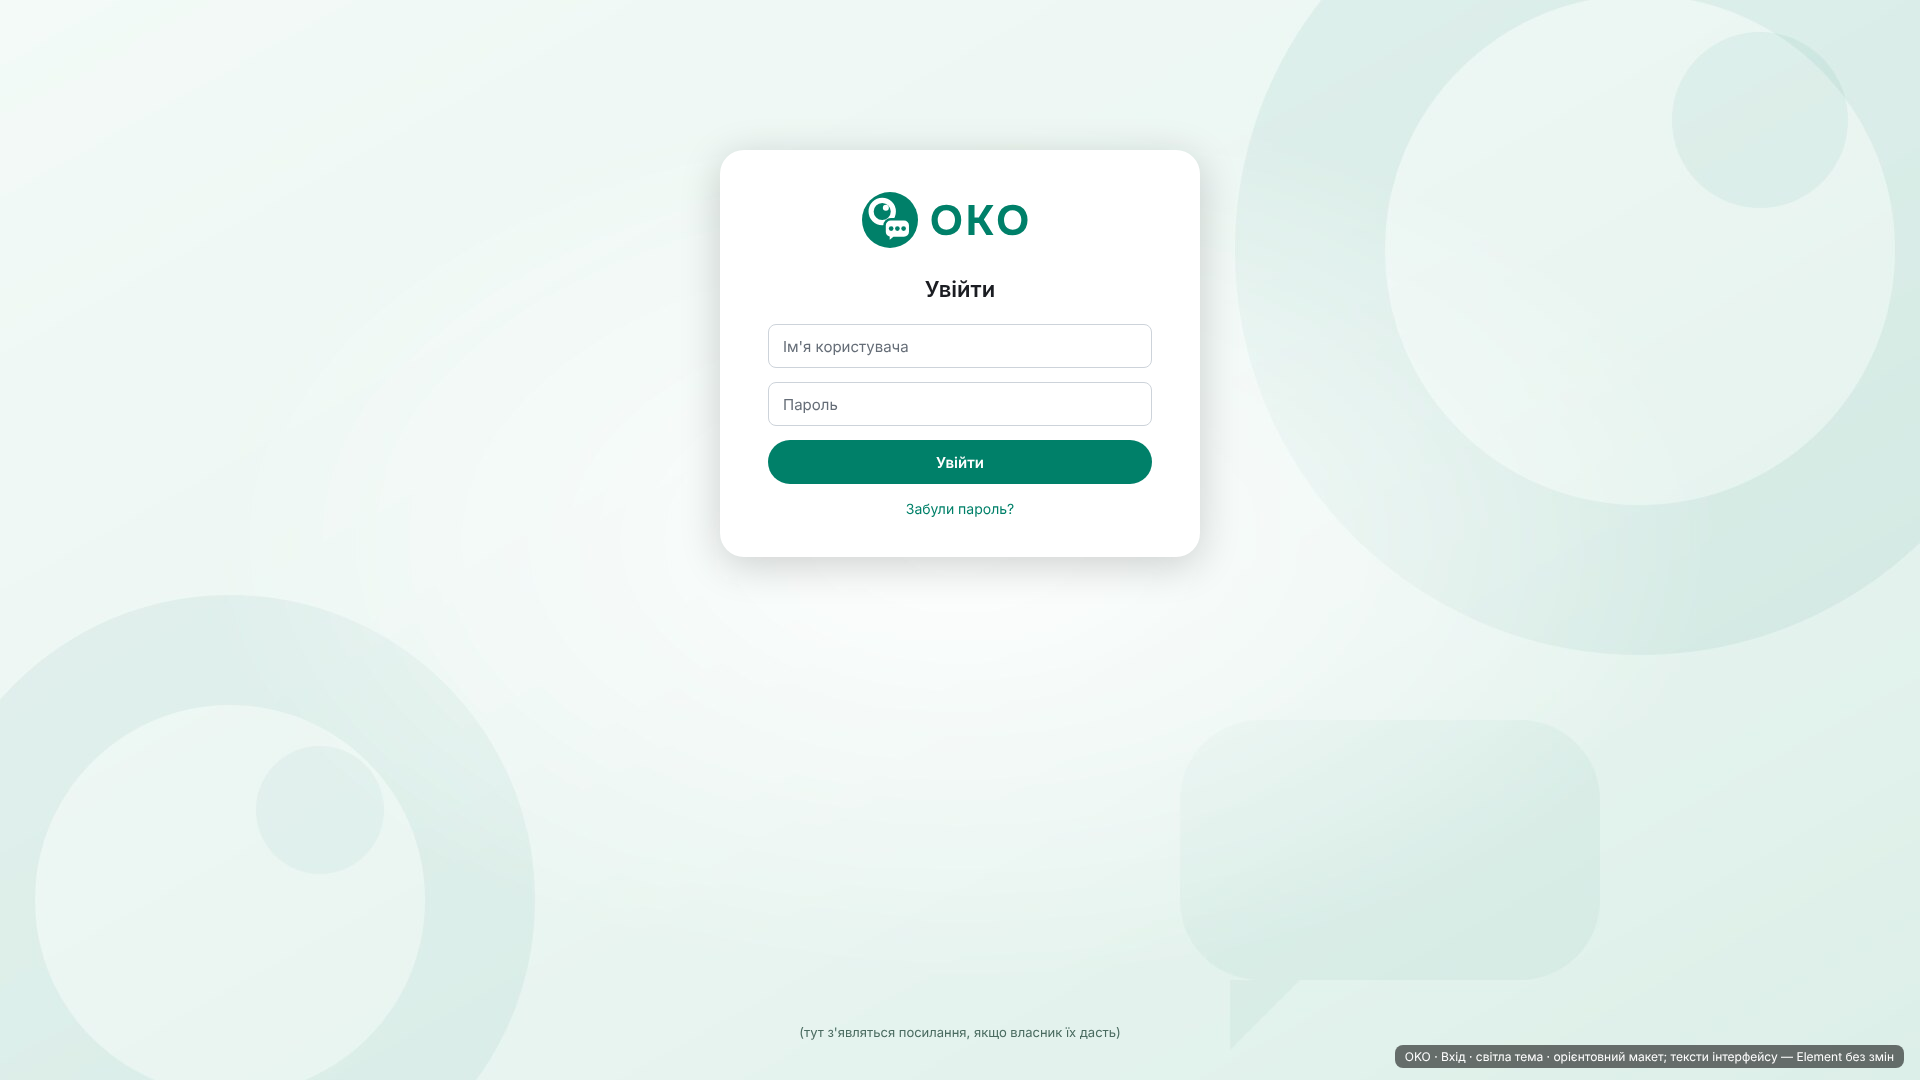 ОКО
Увійти
Ім'я користувача
Пароль
Увійти
Забули пароль?
(тут з'являться посилання, якщо власник їх дасть)
ОКО · Вхід · світла тема · орієнтовний макет; тексти інтерфейсу — Element без змін